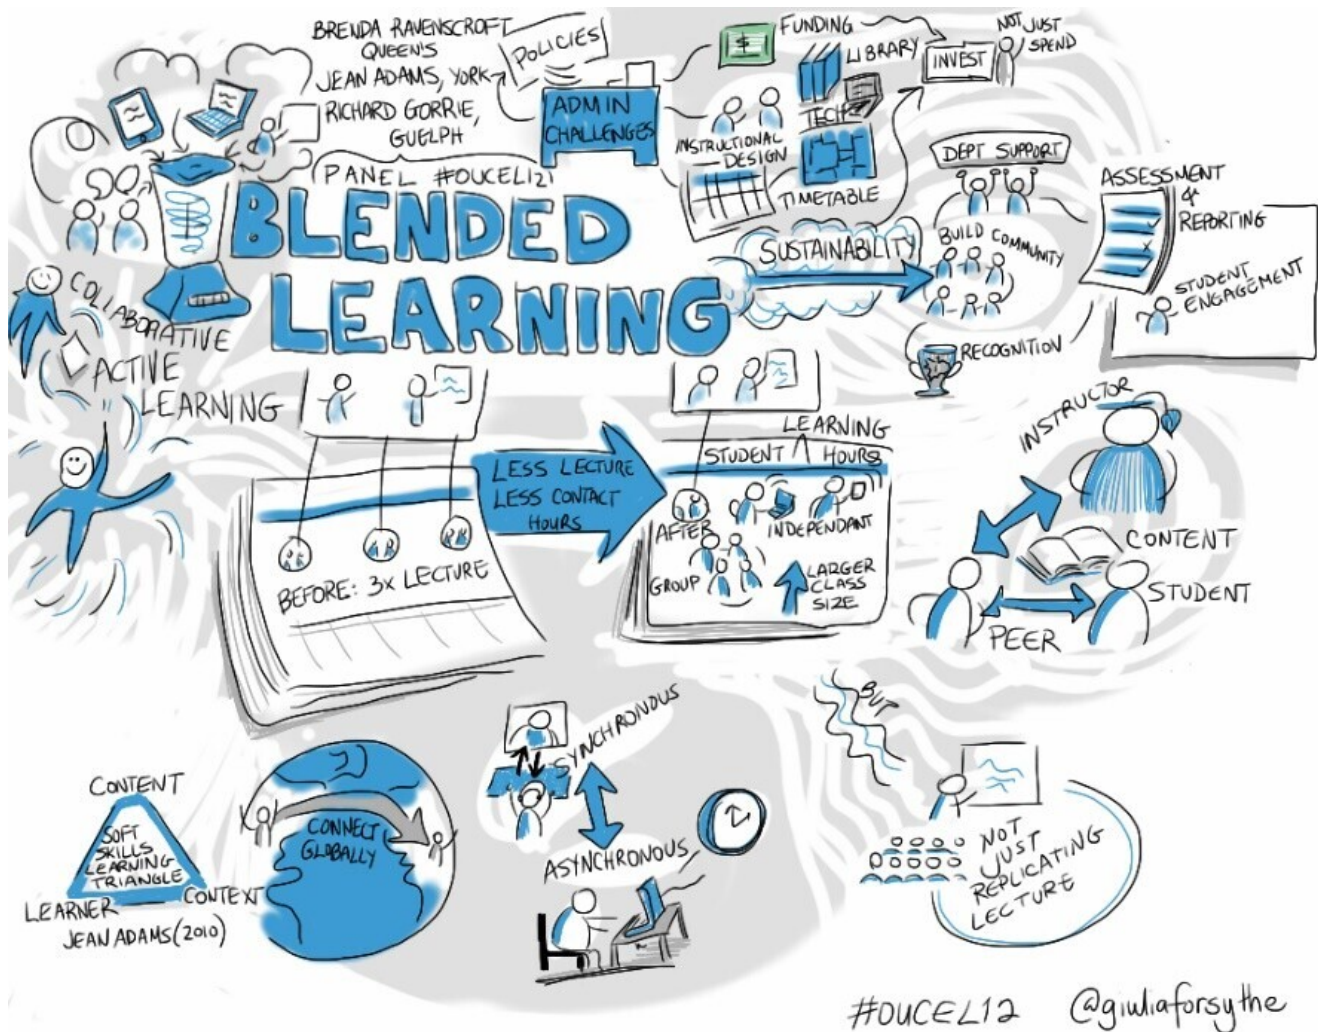 BRENDA RAVENSCROFT
QUEENS
JEAN ADAMS, YORK
RICHARD GORRIE,
GUELPH
(PANEL #OUCEL12)
BLENDED
LEARNING
POLICIES
ADMIN
CHALLENGES
$
FUNDING
LIBRARY
TECH
INSTRUCTIONAL
DESIGN
TIMETABLE
INVEST
NOT JUST
SPEND
SUSTAINABILITY
DEPT SUPPORT
BUILD COMMUNITY
RECOGNITION
ASSESSMENT
&
REPORTING
STUDENT
ENGAGEMENT
COLLABORATIVE
ACTIVE
LEARNING
BEFORE: 3x LECTURE
LESS LECTURE
LESS CONTACT
HOURS
LEARNING
STUDENT ᐱ HOURS
AFTER
INDEPENDANT
GROUP
LARGER
CLASS
SIZE
INSTRUCTOR
CONTENT
STUDENT
PEER
CONTENT
SOFT
SKILLS
LEARNING
TRIANGLE
LEARNER
CONTEXT
JEAN ADAMS (2010)
CONNECT
GLOBALLY
SYNCHRONOUS
ASYNCHRONOUS
BUT
NOT
JUST
REPLICATING
LECTURE
#OUCEL12 @giuliaforsythe